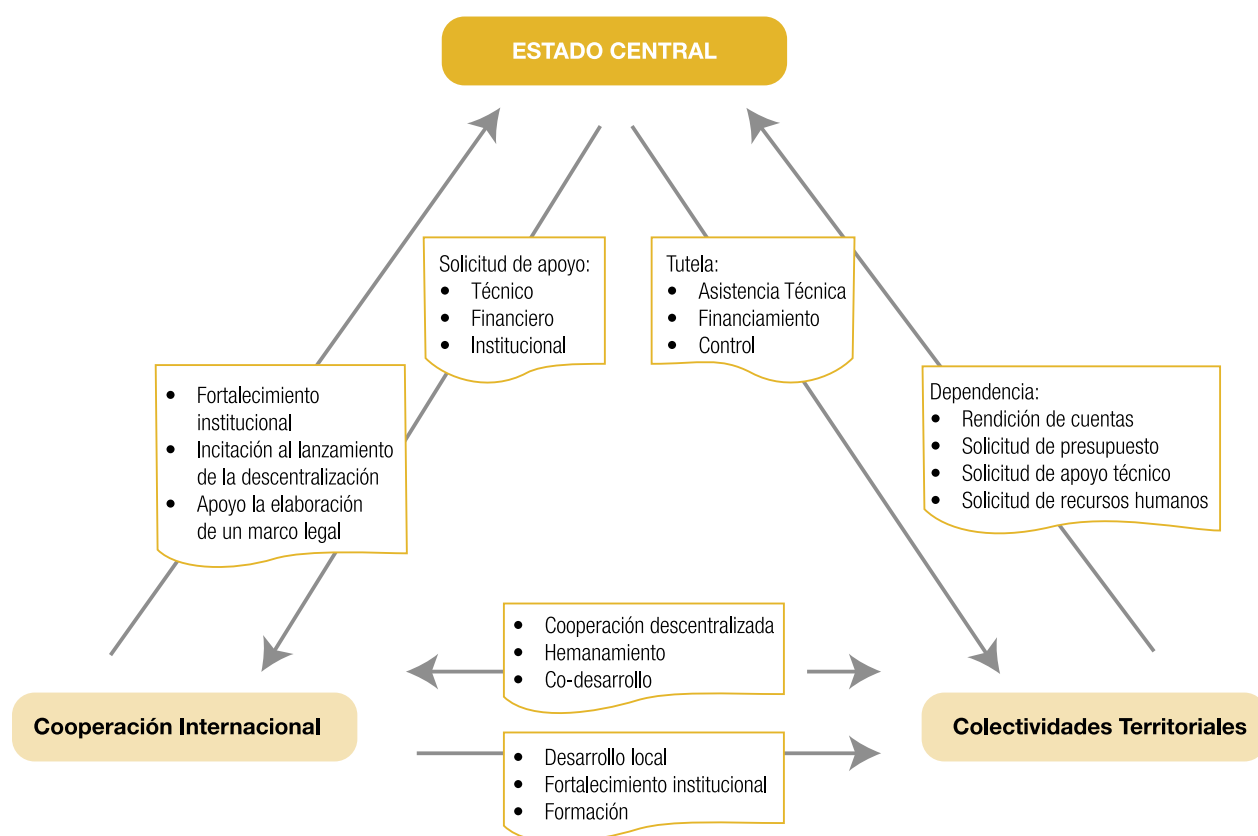 ESTADO CENTRAL
Solicitud de apoyo:
• Técnico
• Financiero
• Institucional
Tutela:
• Asistencia Técnica
• Financiamiento
• Control
• Fortalecimiento
institucional
• Incitación al lanzamiento
de la descentralización
• Apoyo la elaboración
de un marco legal
Dependencia:
• Rendición de cuentas
• Solicitud de presupuesto
• Solicitud de apoyo técnico
• Solicitud de recursos humanos
• Cooperación descentralizada
• Hemanamiento
• Co-desarrollo
Cooperación Internacional
Colectividades Territoriales
• Desarrollo local
• Fortalecimiento institucional
• Formación